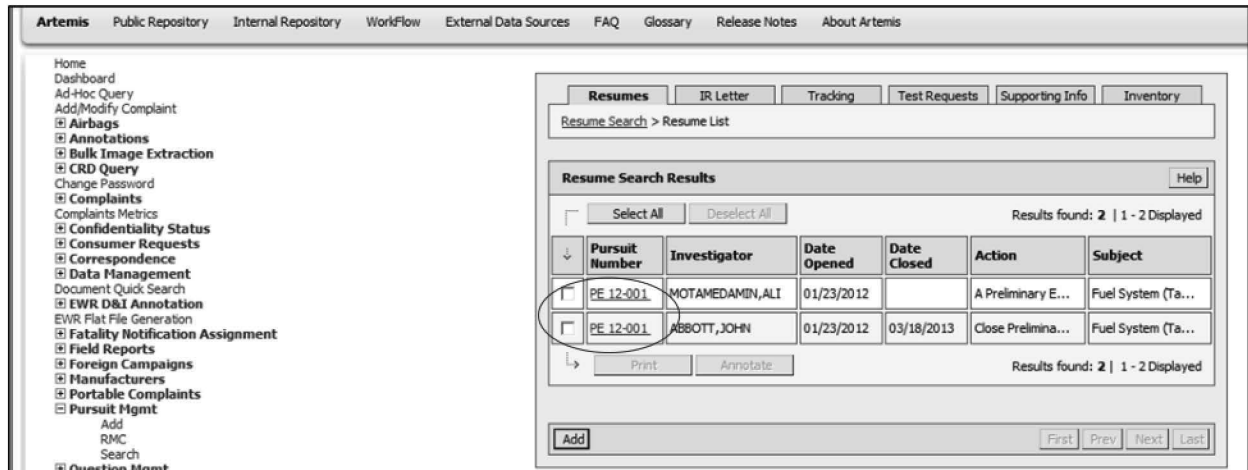 Artemis Public Repository Internal Repository WorkFlow External Data Sources FAQ Glossary Release Notes About Artemis
Home
Dashboard
Ad-Hoc Query
Add/Modify Complaint
Airbags
Annotations
Bulk Image Extraction
CRD Query
Change Password
Complaints
Complaints Metrics
Confidentiality Status
Consumer Requests
Correspondence
Data Management
Document Quick Search
EWR D&I Annotation
EWR Flat File Generation
Fatality Notification Assignment
Field Reports
Foreign Campaigns
Manufacturers
Portable Complaints
Pursuit Mgmt
Add
RMC
Search
Question Mgmt
Resumes IR Letter Tracking Test Requests Supporting Info Inventory
Resume Search > Resume List
Resume Search Results Help
Select All Deselect All Results found: 2 | 1 - 2 Displayed
Pursuit Number Investigator Date Opened Date Closed Action Subject
PE 12-001 MOTAMEDAMIN,ALI 01/23/2012 A Preliminary E... Fuel System (Ta...
PE 12-001 ABBOTT,JOHN 01/23/2012 03/18/2013 Close Prelimina... Fuel System (Ta...
Print Annotate Results found: 2 | 1 - 2 Displayed
Add First Prev Next Last